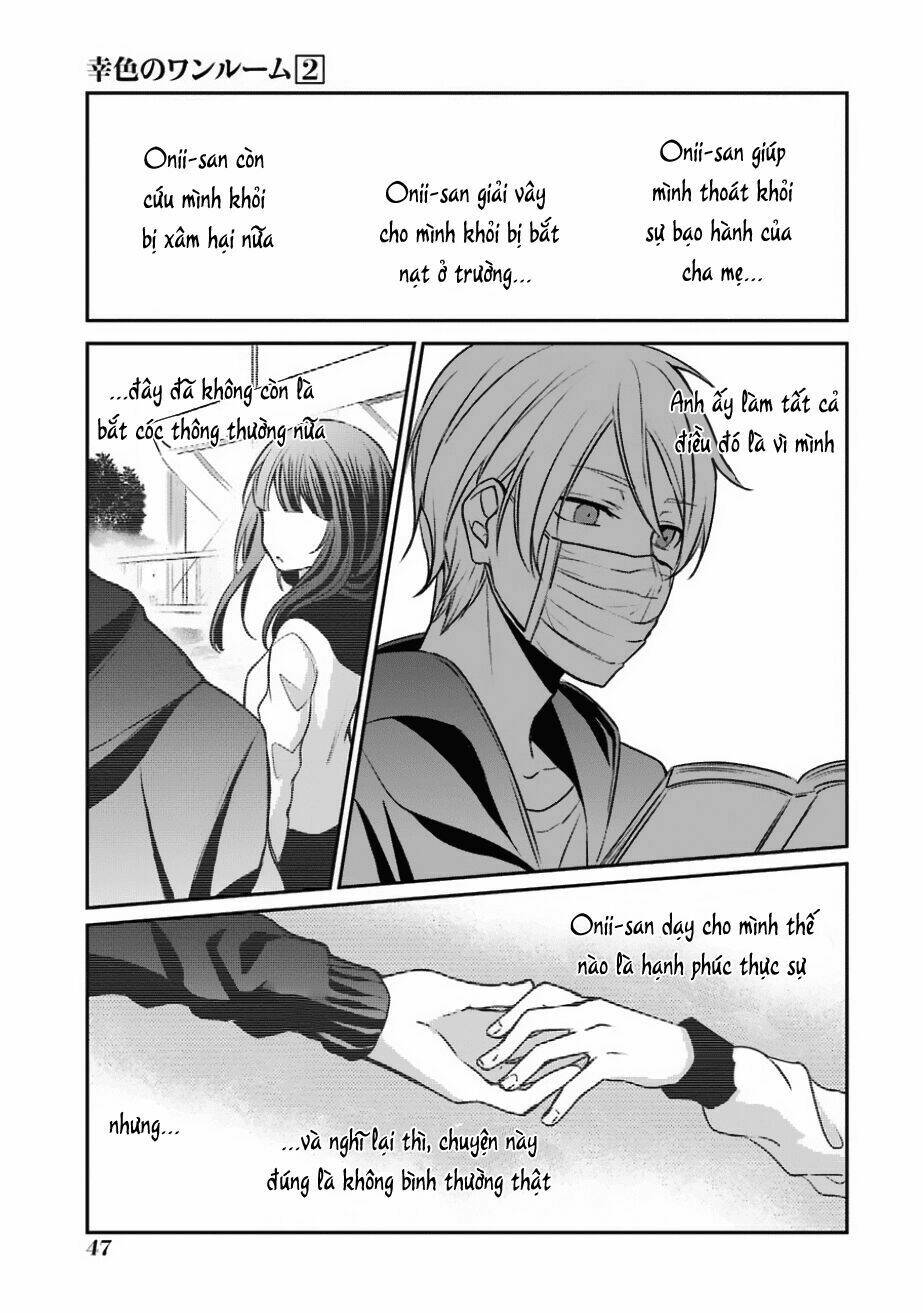 幸色のワンルーム 2
Onii-san giúp
mình thoát khỏi
sự bạo hành của
cha mẹ...
Onii-san giải vây
cho mình khỏi bị bắt
nạt ở trường...
Onii-san còn
cứu mình khỏi
bị xâm hại nữa
Anh ấy làm tất cả
điều đó là vì mình
...đây đã không còn là
bắt cóc thông thường nữa
Onii-san dạy cho mình thế
nào là hạnh phúc thực sự
...và nghĩ lại thì, chuyện này
đúng là không bình thường thật
nhưng...
47